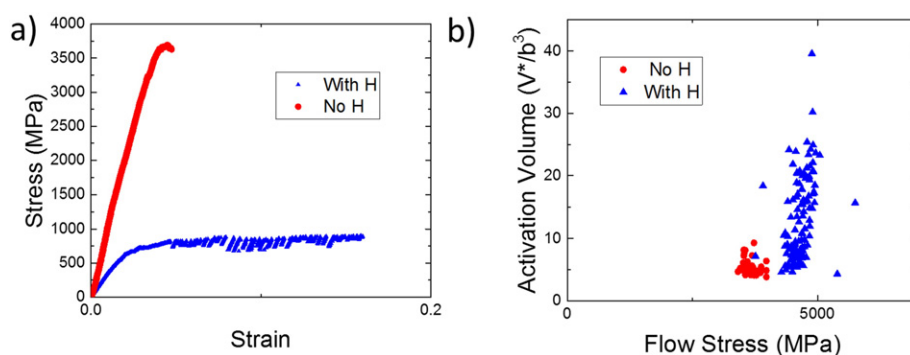 a)
Stress (MPa)
4000
3500
3000
2500
2000
1500
1000
500
0
With H
No H
0.0
0.2
Strain
b)
Activation Volume (V*/b³)
40
30
20
10
0
No H
With H
0
5000
Flow Stress (MPa)